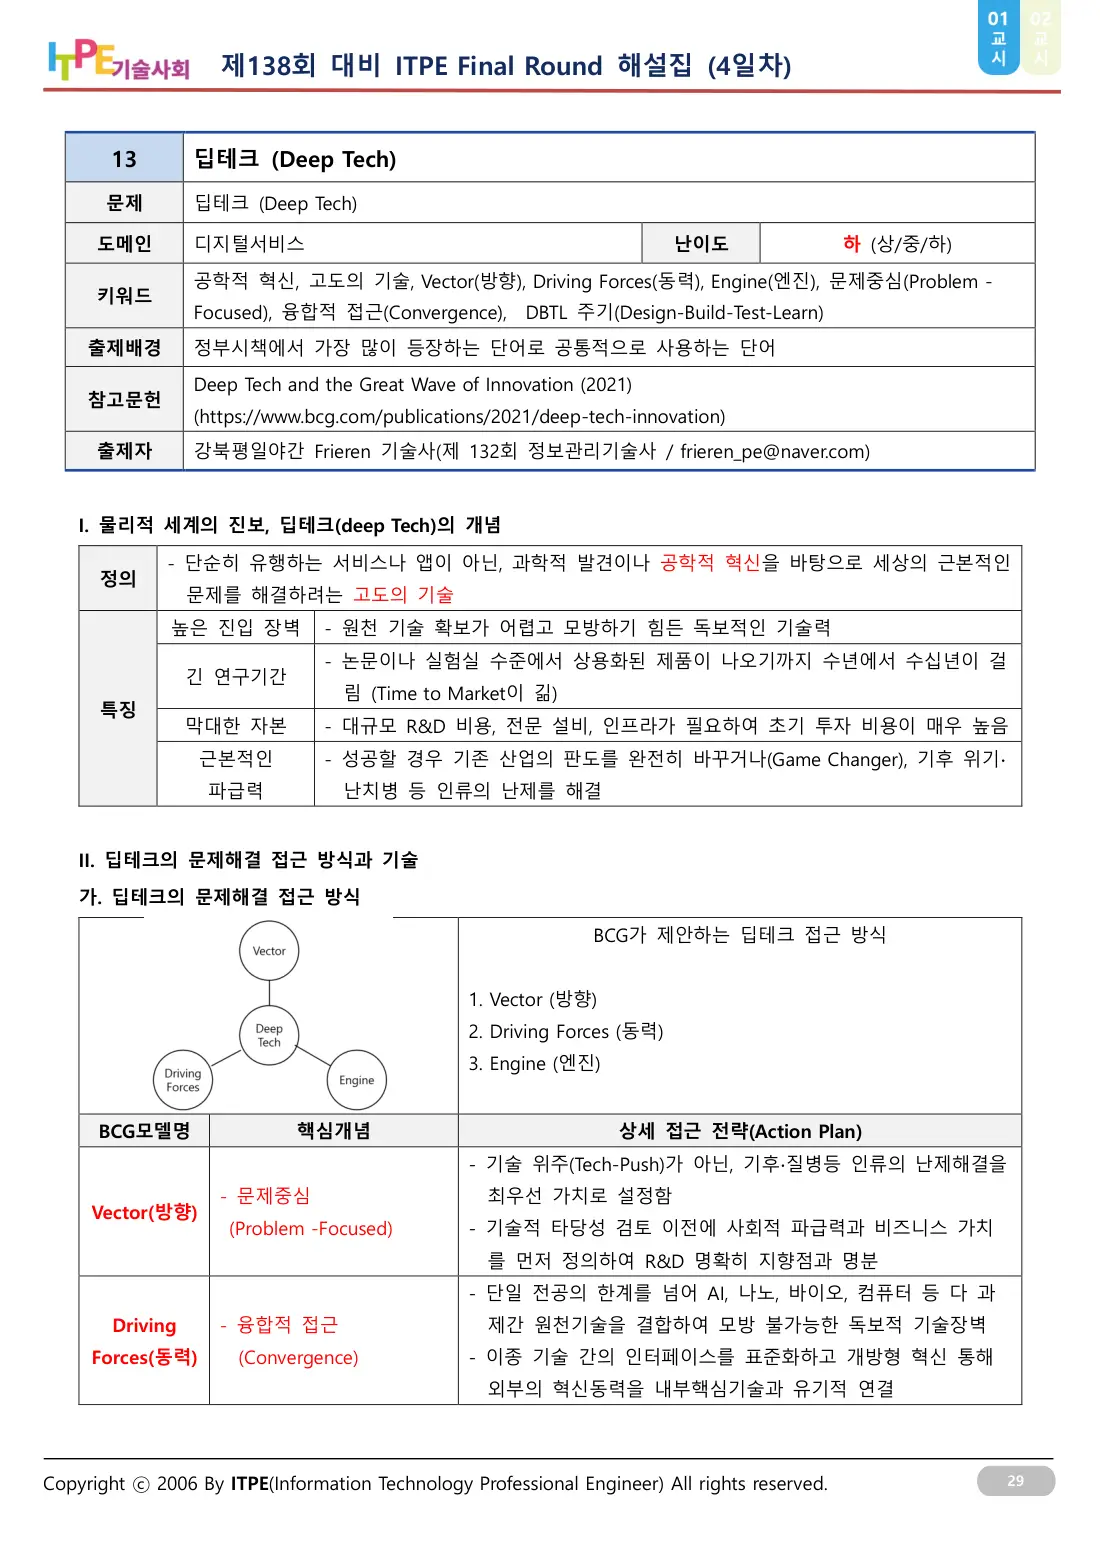 ITPE기술사회 제138회 대비 ITPE Final Round 해설집 (4일차)
01 교시
02 교시
13 딥테크 (Deep Tech)
문제 딥테크 (Deep Tech)
도메인 디지털서비스 난이도 하 (상/중/하)
키워드 공학적 혁신, 고도의 기술, Vector(방향), Driving Forces(동력), Engine(엔진), 문제중심(Problem -
Focused), 융합적 접근(Convergence), DBTL 주기(Design-Build-Test-Learn)
출제배경 정부시책에서 가장 많이 등장하는 단어로 공통적으로 사용하는 단어
참고문헌 Deep Tech and the Great Wave of Innovation (2021)
(https://www.bcg.com/publications/2021/deep-tech-innovation)
출제자 강북평일야간 Frieren 기술사(제 132회 정보관리기술사 / frieren_pe@naver.com)
I. 물리적 세계의 진보, 딥테크(deep Tech)의 개념
정의 - 단순히 유행하는 서비스나 앱이 아닌, 과학적 발견이나 공학적 혁신을 바탕으로 세상의 근본적인
문제를 해결하려는 고도의 기술
특징
높은 진입 장벽 - 원천 기술 확보가 어렵고 모방하기 힘든 독보적인 기술력
긴 연구기간 - 논문이나 실험실 수준에서 상용화된 제품이 나오기까지 수년에서 수십년이 걸
림 (Time to Market이 긺)
막대한 자본 - 대규모 R&D 비용, 전문 설비, 인프라가 필요하여 초기 투자 비용이 매우 높음
근본적인
파급력
- 성공할 경우 기존 산업의 판도를 완전히 바꾸거나(Game Changer), 기후 위기·
난치병 등 인류의 난제를 해결
II. 딥테크의 문제해결 접근 방식과 기술
가. 딥테크의 문제해결 접근 방식
Vector
Deep
Tech
Driving
Forces
Engine
BCG가 제안하는 딥테크 접근 방식
1. Vector (방향)
2. Driving Forces (동력)
3. Engine (엔진)
BCG모델명 핵심개념 상세 접근 전략(Action Plan)
Vector(방향)
- 문제중심
(Problem -Focused)
- 기술 위주(Tech-Push)가 아닌, 기후·질병등 인류의 난제해결을
최우선 가치로 설정함
- 기술적 타당성 검토 이전에 사회적 파급력과 비즈니스 가치
를 먼저 정의하여 R&D 명확히 지향점과 명분
Driving
Forces(동력)
- 융합적 접근
(Convergence)
- 단일 전공의 한계를 넘어 AI, 나노, 바이오, 컴퓨터 등 다 과
제간 원천기술을 결합하여 모방 불가능한 독보적 기술장벽
- 이종 기술 간의 인터페이스를 표준화하고 개방형 혁신 통해
외부의 혁신동력을 내부핵심기술과 유기적 연결
Copyright ⓒ 2006 By ITPE(Information Technology Professional Engineer) All rights reserved.
29